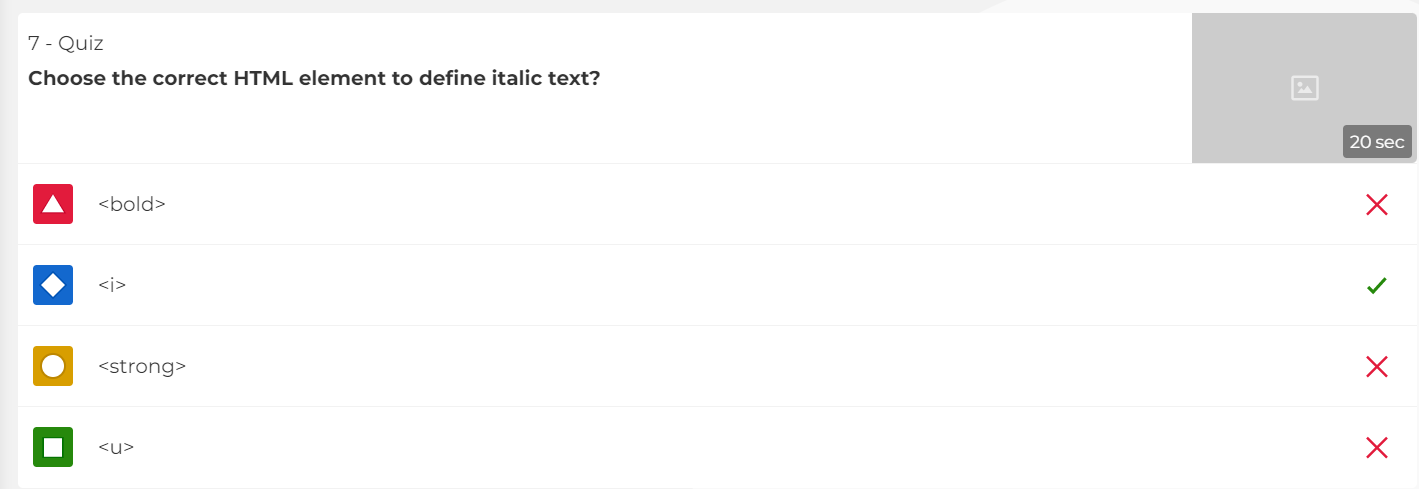 7 - Quiz
Choose the correct HTML element to define italic text?
20 sec
<bold>
<i>
<strong>
<u>